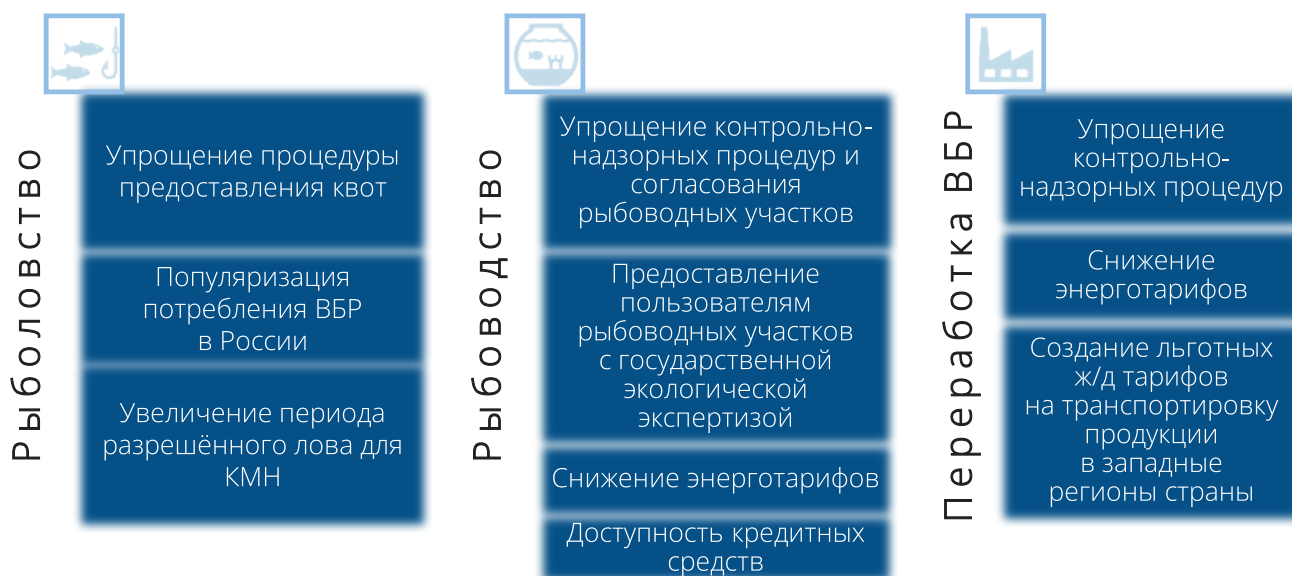 Рыболовство
Упрощение процедуры
предоставления квот
Популяризация
потребления ВБР
в России
Увеличение периода
разрешённого лова для
КМН
Рыбоводство
Упрощение контрольно-
надзорных процедур и
согласования
рыбоводных участков
Предоставление
пользователям
рыбоводных участков
с государственной
экологической
экспертизой
Снижение энерготарифов
Доступность кредитных
средств
Переработка ВБР
Упрощение
контрольно-
надзорных процедур
Снижение
энерготарифов
Создание льготных
ж/д тарифов
на транспортировку
продукции
в западные
регионы страны